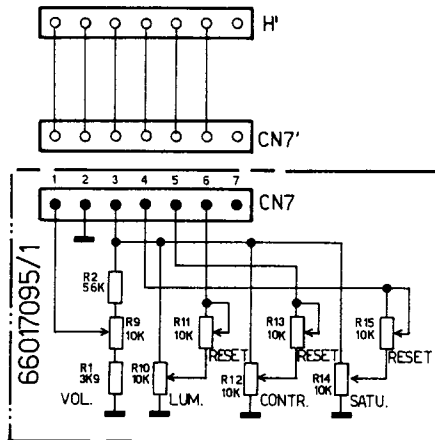 H'
CN7'
1 2 3 4 5 6 7
CN7
66017095/1
R2
56K
R9
10K
R11
10K
R13
10K
R15
10K
RESET
RESET
RESET
R1
3K9
R10
10K
R12
10K
R14
10K
VOL.
LUM.
CONTR.
SATU.